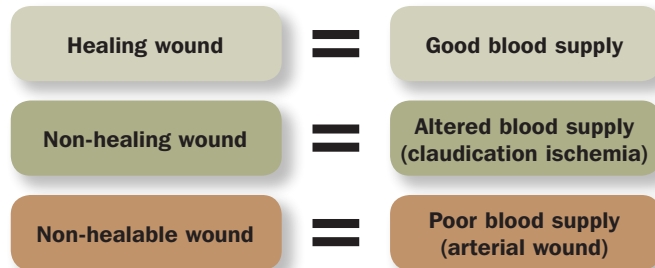 Healing wound = Good blood supply
Non-healing wound = Altered blood supply
(claudication ischemia)
Non-healable wound = Poor blood supply
(arterial wound)